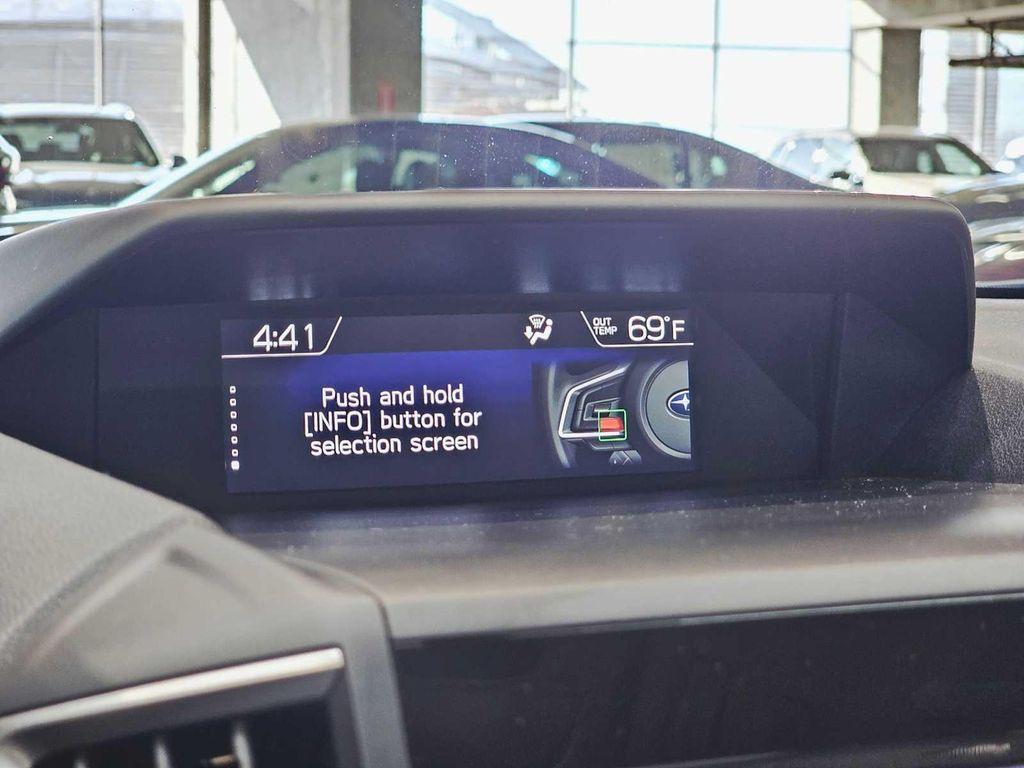 4:41
OUT
TEMP
69°F
Push and hold
[INFO] button for
selection screen